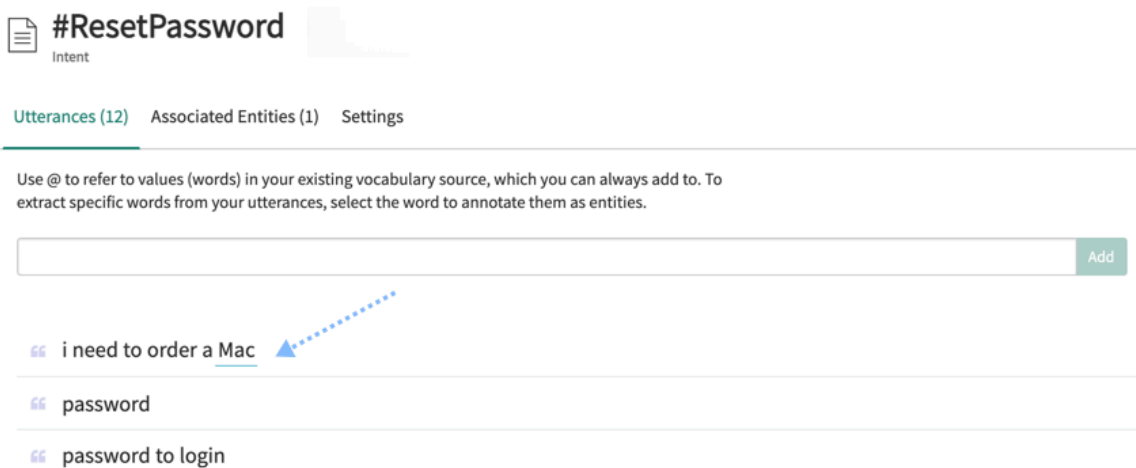 #ResetPassword
Intent
Utterances (12) Associated Entities (1) Settings
Use @ to refer to values (words) in your existing vocabulary source, which you can always add to. To
extract specific words from your utterances, select the word to annotate them as entities.
Add
i need to order a Mac
password
password to login